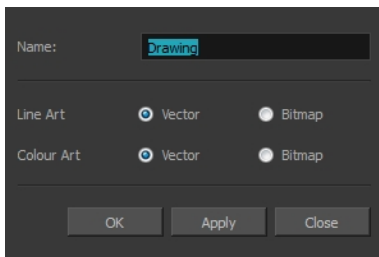 Name: Drawing
Line Art Vector Bitmap
Colour Art Vector Bitmap
OK Apply Close